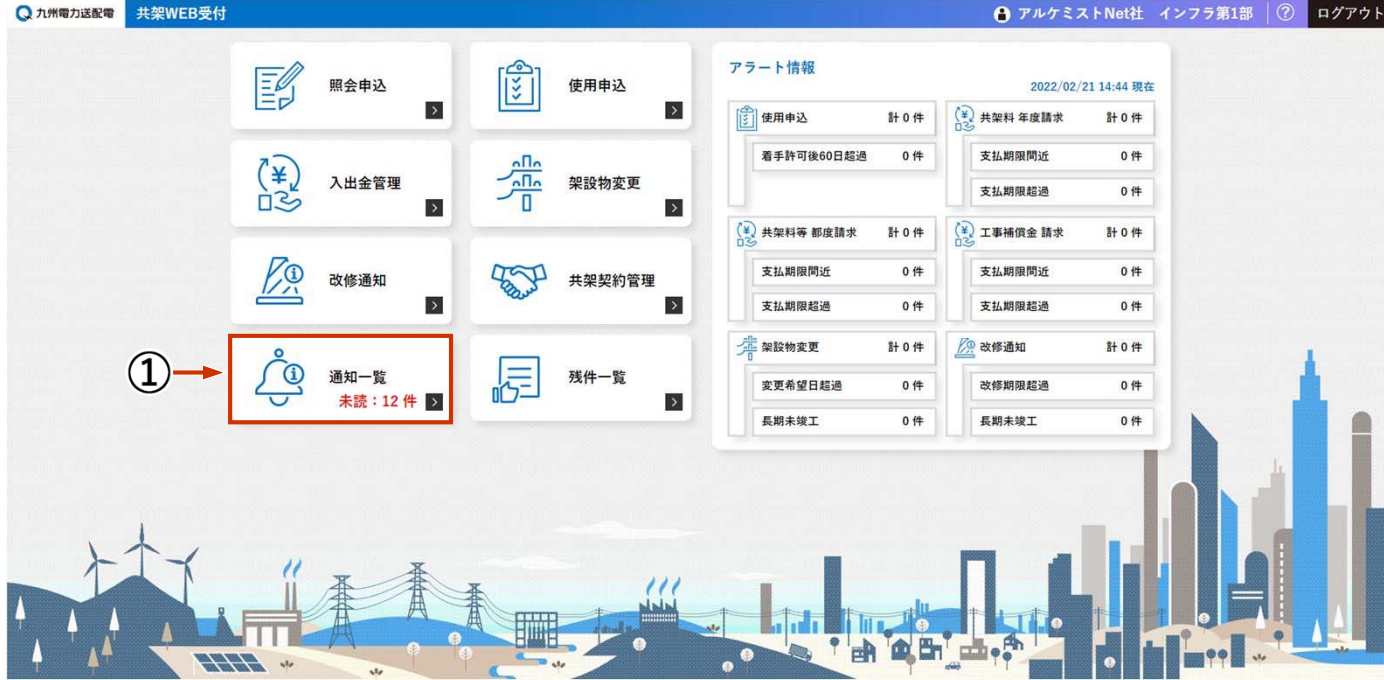 九州電力送配電 共架WEB受付 アルケミストNet社 インフラ第1部 ? ログアウト
照会申込
使用申込
入出金管理
架設物変更
改修通知
共架契約管理
①
通知一覧
未読：12 件
残件一覧
アラート情報
2022/02/21 14:44 現在
使用申込 計 0 件
着手許可後60日超過 0 件
共架料 年度請求 計 0 件
支払期限間近 0 件
支払期限超過 0 件
共架料等 都度請求 計 0 件
支払期限間近 0 件
支払期限超過 0 件
工事補償金 請求 計 0 件
支払期限間近 0 件
支払期限超過 0 件
架設物変更 計 0 件
変更希望日超過 0 件
長期未竣工 0 件
改修通知 計 0 件
改修期限超過 0 件
長期未竣工 0 件